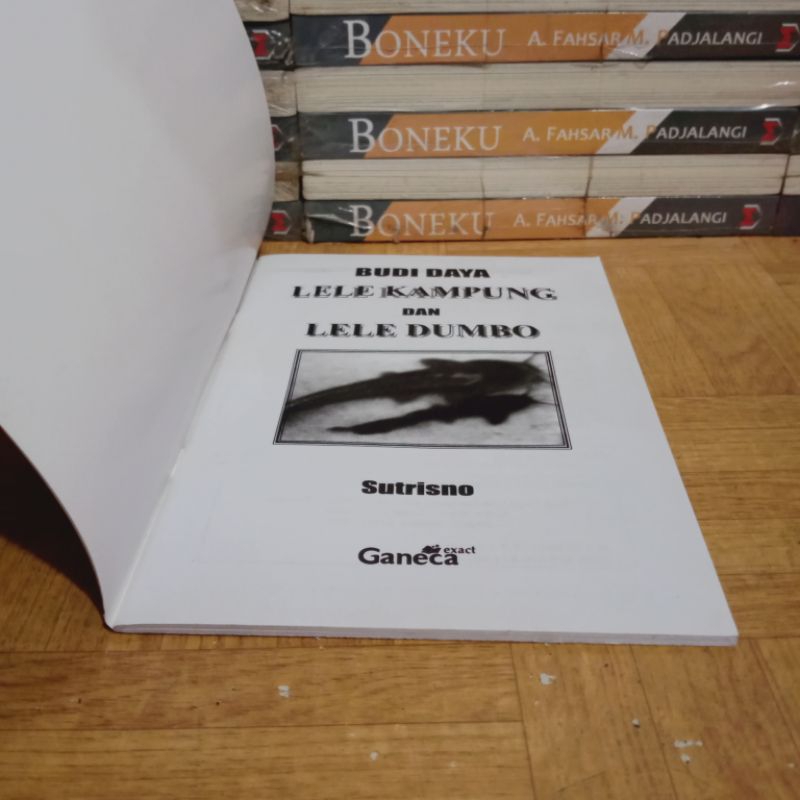 BONEKU A. FAHSAR M. PADJALANGI
BONEKU A. FAHSAR M. PADJALANGI
BONEKU A. FAHSAR M. PADJALANGI
BUDI DAYA
LELE KAMPUNG
DAN
LELE DUMBO
Sutrisno
Ganeca exact